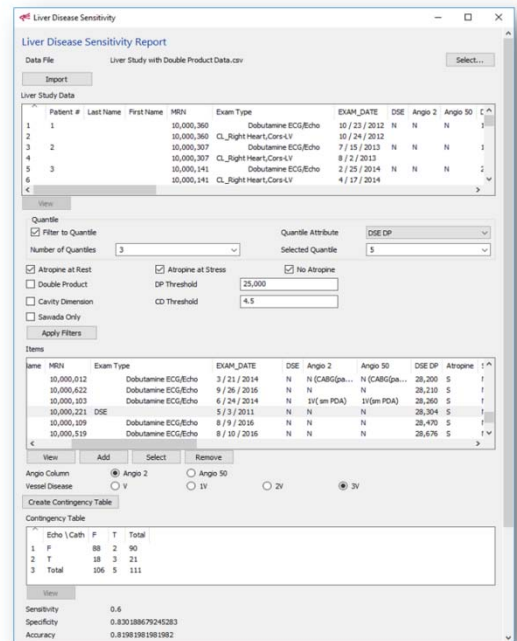 Liver Disease Sensitivity
Liver Disease Sensitivity Report
Data File Liver Study with Double Product Data.csv Select...
Import
Liver Study Data
Patient # Last Name First Name MRN Exam Type EXAM_DATE DSE Angio 2 Angio 50
1 1 10,000,360 Dobutamine ECG/Echo 10 / 23 / 2012 N N N
2 10,000,360 CL_Right Heart,Cors-LV 10 / 24 / 2012
3 2 10,000,307 Dobutamine ECG/Echo 7 / 15 / 2013 N N N
4 10,000,307 CL_Right Heart,Cors-LV 8 / 2 / 2013
5 3 10,000,141 Dobutamine ECG/Echo 2 / 25 / 2014 N N N
6 10,000,141 CL_Right Heart,Cors-LV 4 / 17 / 2014
View
Quantile
Filter to Quantile Quantile Attribute DSE DP
Number of Quantiles 3 Selected Quantile 5
Atropine at Rest Atropine at Stress No Atropine
Double Product DP Threshold 25,000
Cavity Dimension CD Threshold 4.5
Sawada Only
Apply Filters
Items
Name MRN Exam Type EXAM_DATE DSE Angio 2 Angio 50 DSE DP Atropine
10,000,012 Dobutamine ECG/Echo 3 / 21 / 2014 N N (CABG(pa... N (CABG(pa... 28,200 S
10,000,622 Dobutamine ECG/Echo 9 / 26 / 2016 N N N 28,210 S
10,000,103 Dobutamine ECG/Echo 6 / 24 / 2014 N 1V( sm PDA) 1V(sm PDA) 28,260 S
10,000,221 DSE 5 / 3 / 2011 N N N 28,304 S
10,000,109 Dobutamine ECG/Echo 8 / 9 / 2016 N N N 28,470 S
10,000,519 Dobutamine ECG/Echo 8 / 10 / 2016 N N N 28,676 S
View Add Select Remove
Angio Column Angio 2 Angio 50
Vessel Disease V 1V 2V 3V
Create Contingency Table
Contingency Table
Echo \ Cath F T Total
1 F 88 2 90
2 T 18 3 21
3 Total 106 5 111
View
Sensitivity 0.6
Specificity 0.830188679245283
Accuracy 0.81981981981982